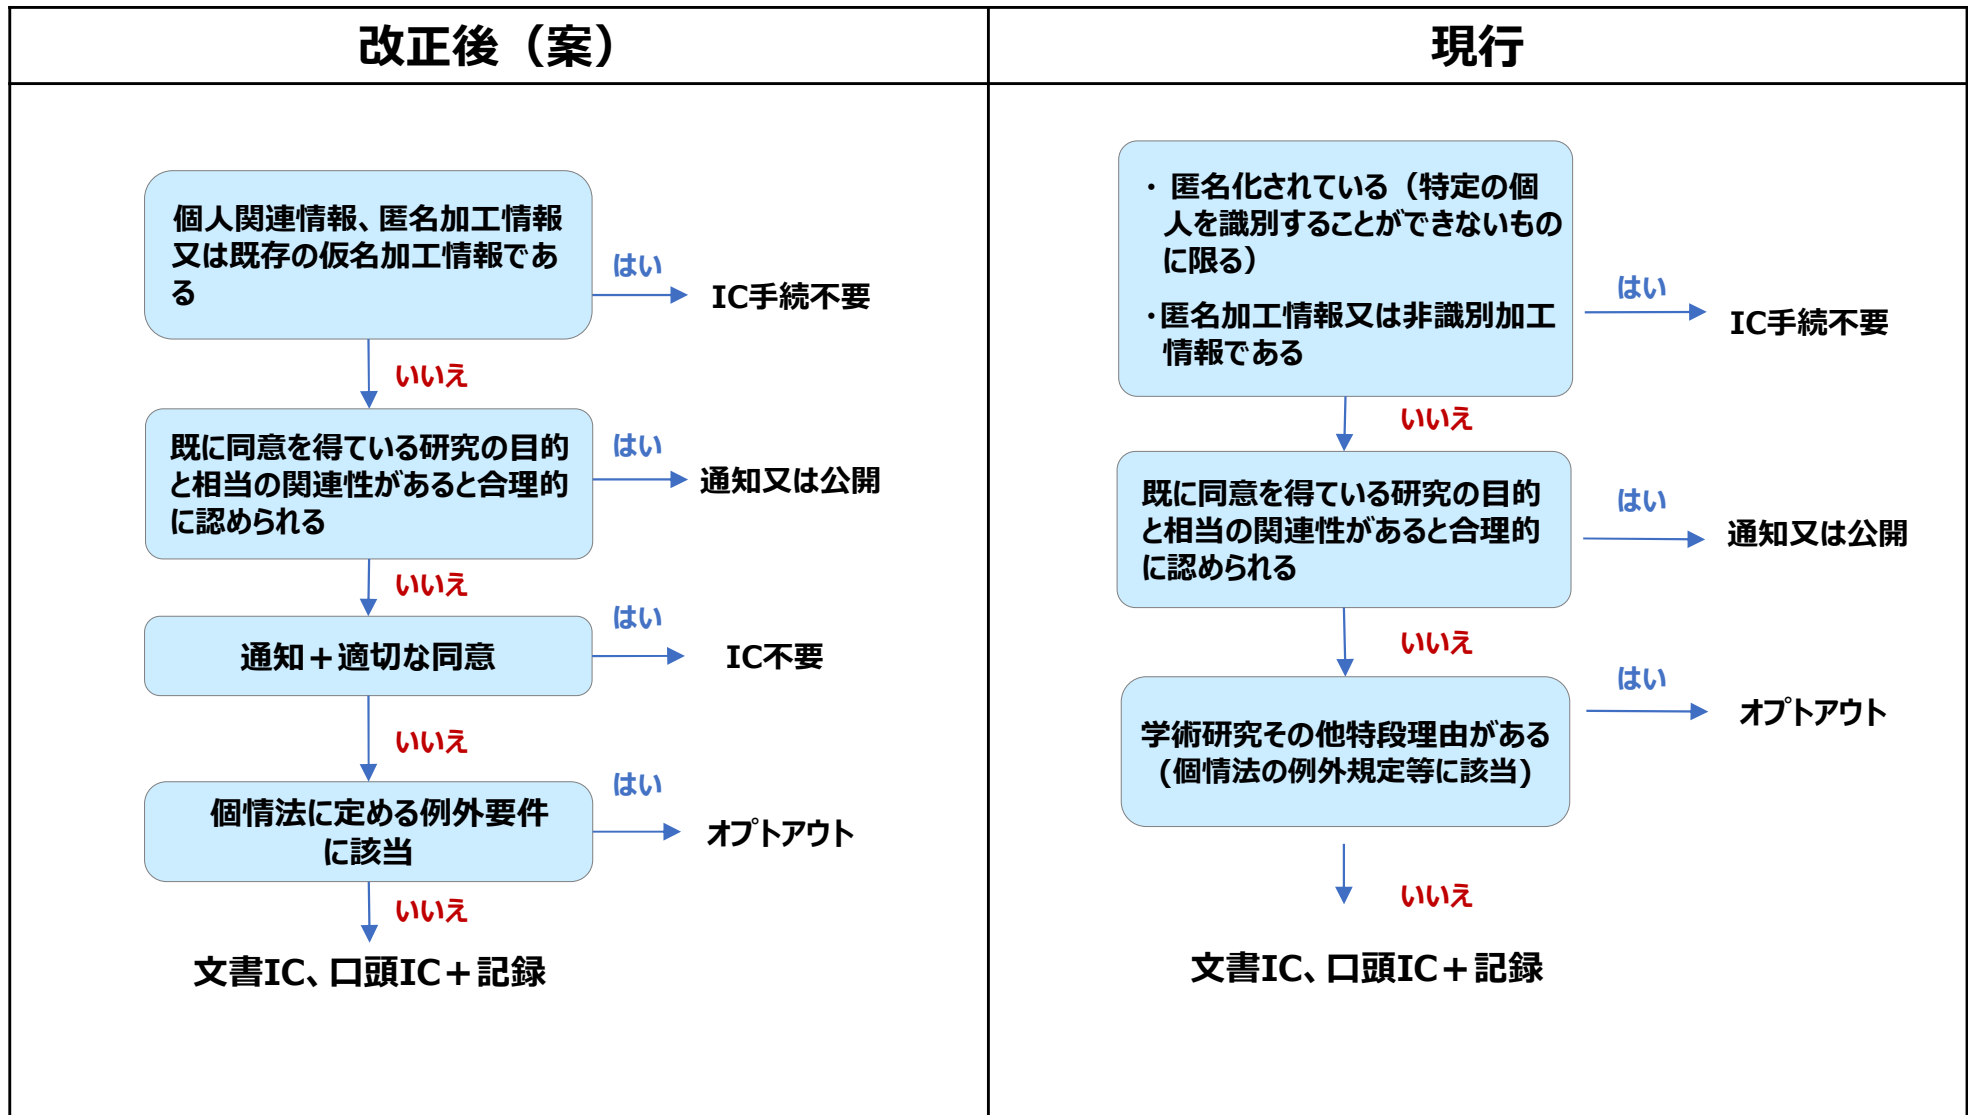 改正後（案）
個人関連情報、匿名加工情報
又は既存の仮名加工情報であ
る
はい
IC手続不要
いいえ
既に同意を得ている研究の目的
と相当の関連性があると合理的
に認められる
はい
通知又は公開
いいえ
通知＋適切な同意
はい
IC不要
いいえ
個情法に定める例外要件
に該当
はい
オプトアウト
いいえ
文書IC、口頭IC＋記録
現行
・ 匿名化されている（特定の個
人を識別することができないもの
に限る）
・匿名加工情報又は非識別加工
情報である
はい
IC手続不要
いいえ
既に同意を得ている研究の目的
と相当の関連性があると合理的
に認められる
はい
通知又は公開
いいえ
学術研究その他特段理由がある
(個情法の例外規定等に該当)
はい
オプトアウト
いいえ
文書IC、口頭IC＋記録